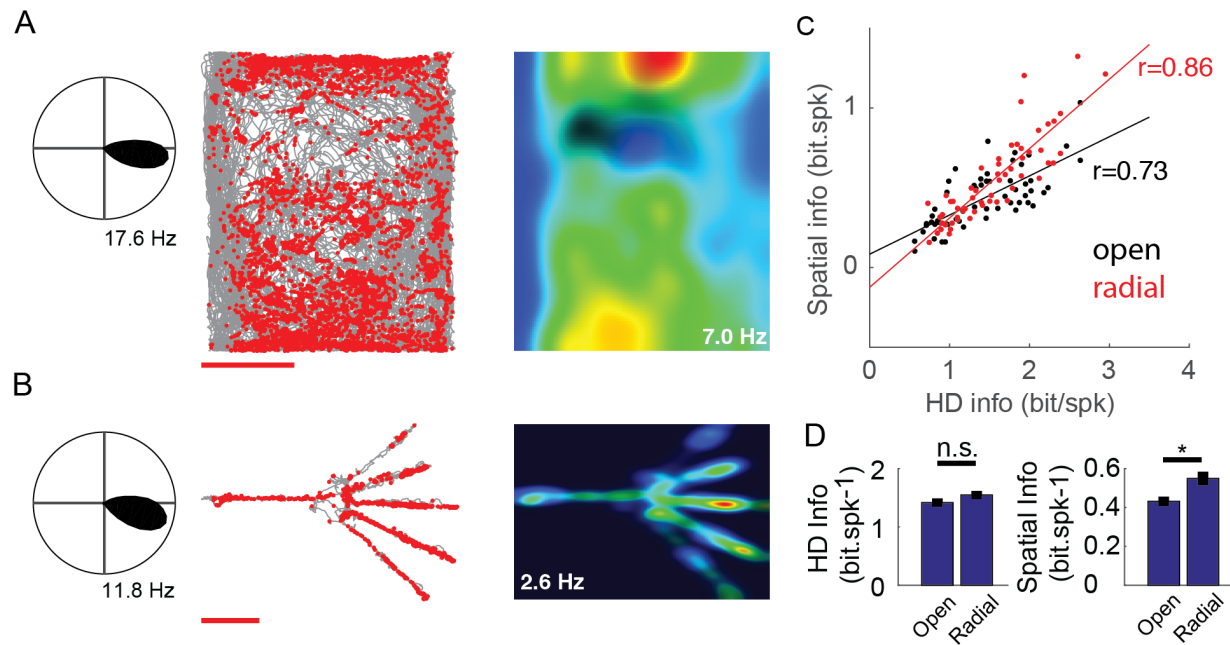 A
17.6 Hz
7.0 Hz
B
11.8 Hz
2.6 Hz
C
Spatial info (bit.spk)
1
0
r=0.86
r=0.73
open
radial
0 1 2 3 4
HD info (bit/spk)
D
HD Info
(bit.spk⁻¹)
2
1
0
n.s.
Open
Radial
Spatial Info
(bit.spk⁻¹)
0.6
0.4
0.2
0
*
Open
Radial